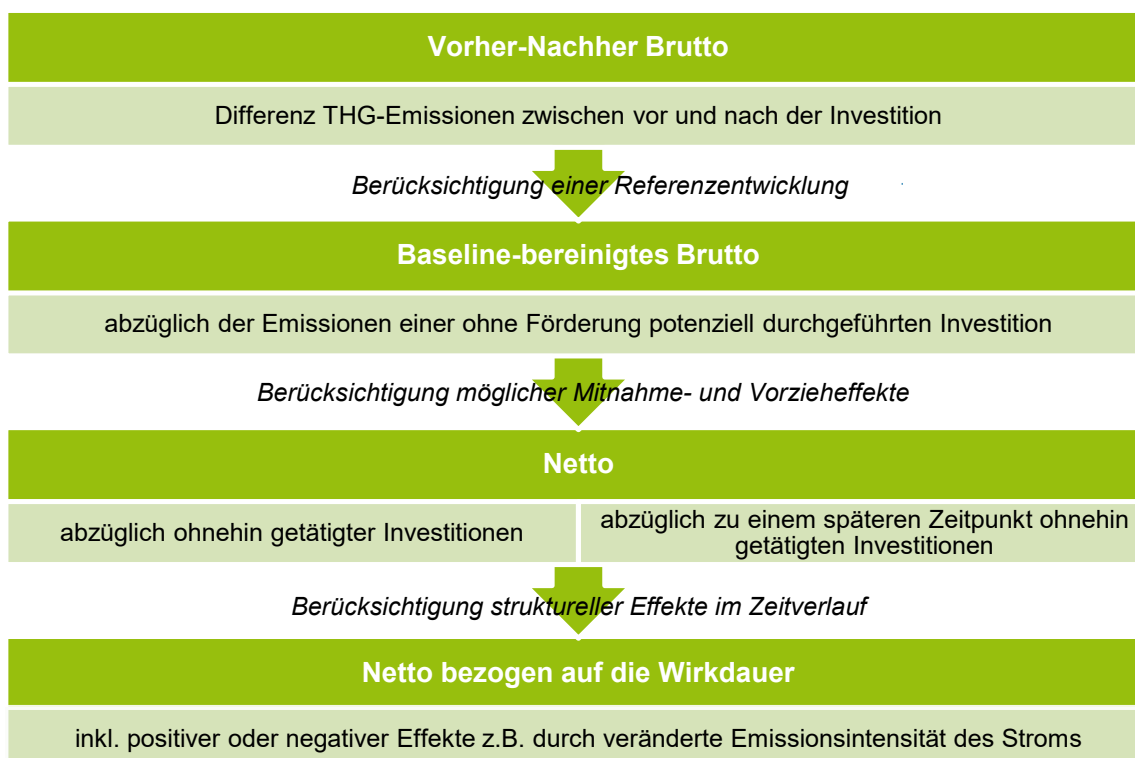 Vorher-Nachher Brutto
Differenz THG-Emissionen zwischen vor und nach der Investition
Berücksichtigung einer Referenzentwicklung
Baseline-bereinigtes Brutto
abzüglich der Emissionen einer ohne Förderung potenziell durchgeführten Investition
Berücksichtigung möglicher Mitnahme- und Vorzieheffekte
Netto
abzüglich ohnehin getätigter Investitionen
abzüglich zu einem späteren Zeitpunkt ohnehin
getätigten Investitionen
Berücksichtigung struktureller Effekte im Zeitverlauf
Netto bezogen auf die Wirkdauer
inkl. positiver oder negativer Effekte z.B. durch veränderte Emissionsintensität des Stroms